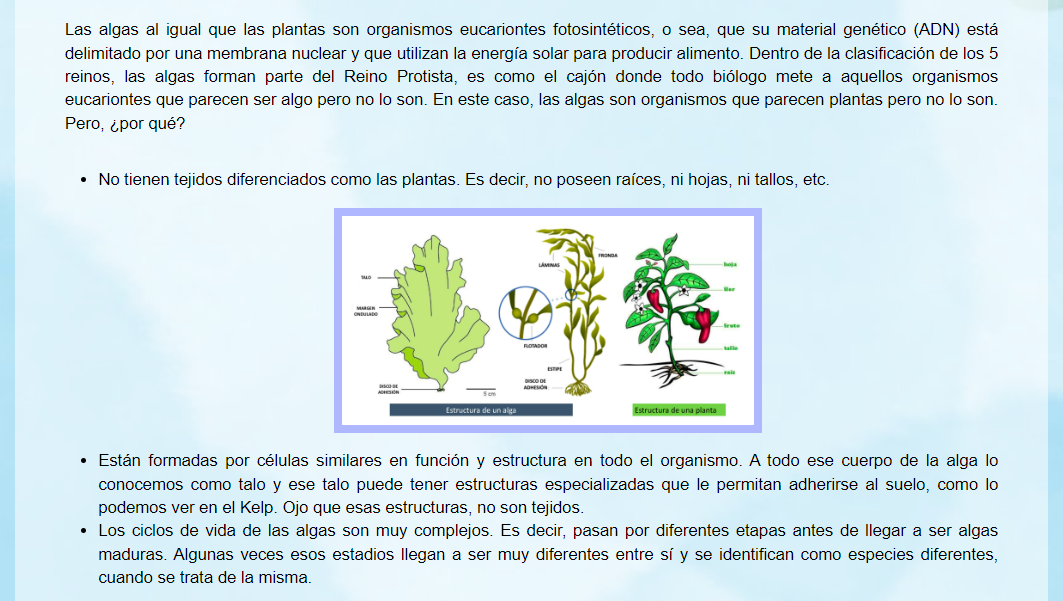 Las algas al igual que las plantas son organismos eucariontes fotosintéticos, o sea, que su material genético (ADN) está
delimitado por una membrana nuclear y que utilizan la energía solar para producir alimento. Dentro de la clasificación de los 5
reinos, las algas forman parte del Reino Protista, es como el cajón donde todo biólogo mete a aquellos organismos
eucariontes que parecen ser algo pero no lo son. En este caso, las algas son organismos que parecen plantas pero no lo son.
Pero, ¿por qué?
• No tienen tejidos diferenciados como las plantas. Es decir, no poseen raíces, ni hojas, ni tallos, etc.
TALO
MARGEN
ONDULADO
DISCO DE
ADHESIÓN
5 cm
LÁMINAS
FRONDA
FLOTADOR
ESTIPE
DISCO DE
ADHESIÓN
Estructura de un alga
hoja
flor
fruto
tallo
raíz
Estructura de una planta
• Están formadas por células similares en función y estructura en todo el organismo. A todo ese cuerpo de la alga lo
conocemos como talo y ese talo puede tener estructuras especializadas que le permitan adherirse al suelo, como lo
podemos ver en el Kelp. Ojo que esas estructuras, no son tejidos.
• Los ciclos de vida de las algas son muy complejos. Es decir, pasan por diferentes etapas antes de llegar a ser algas
maduras. Algunas veces esos estadios llegan a ser muy diferentes entre sí y se identifican como especies diferentes,
cuando se trata de la misma.